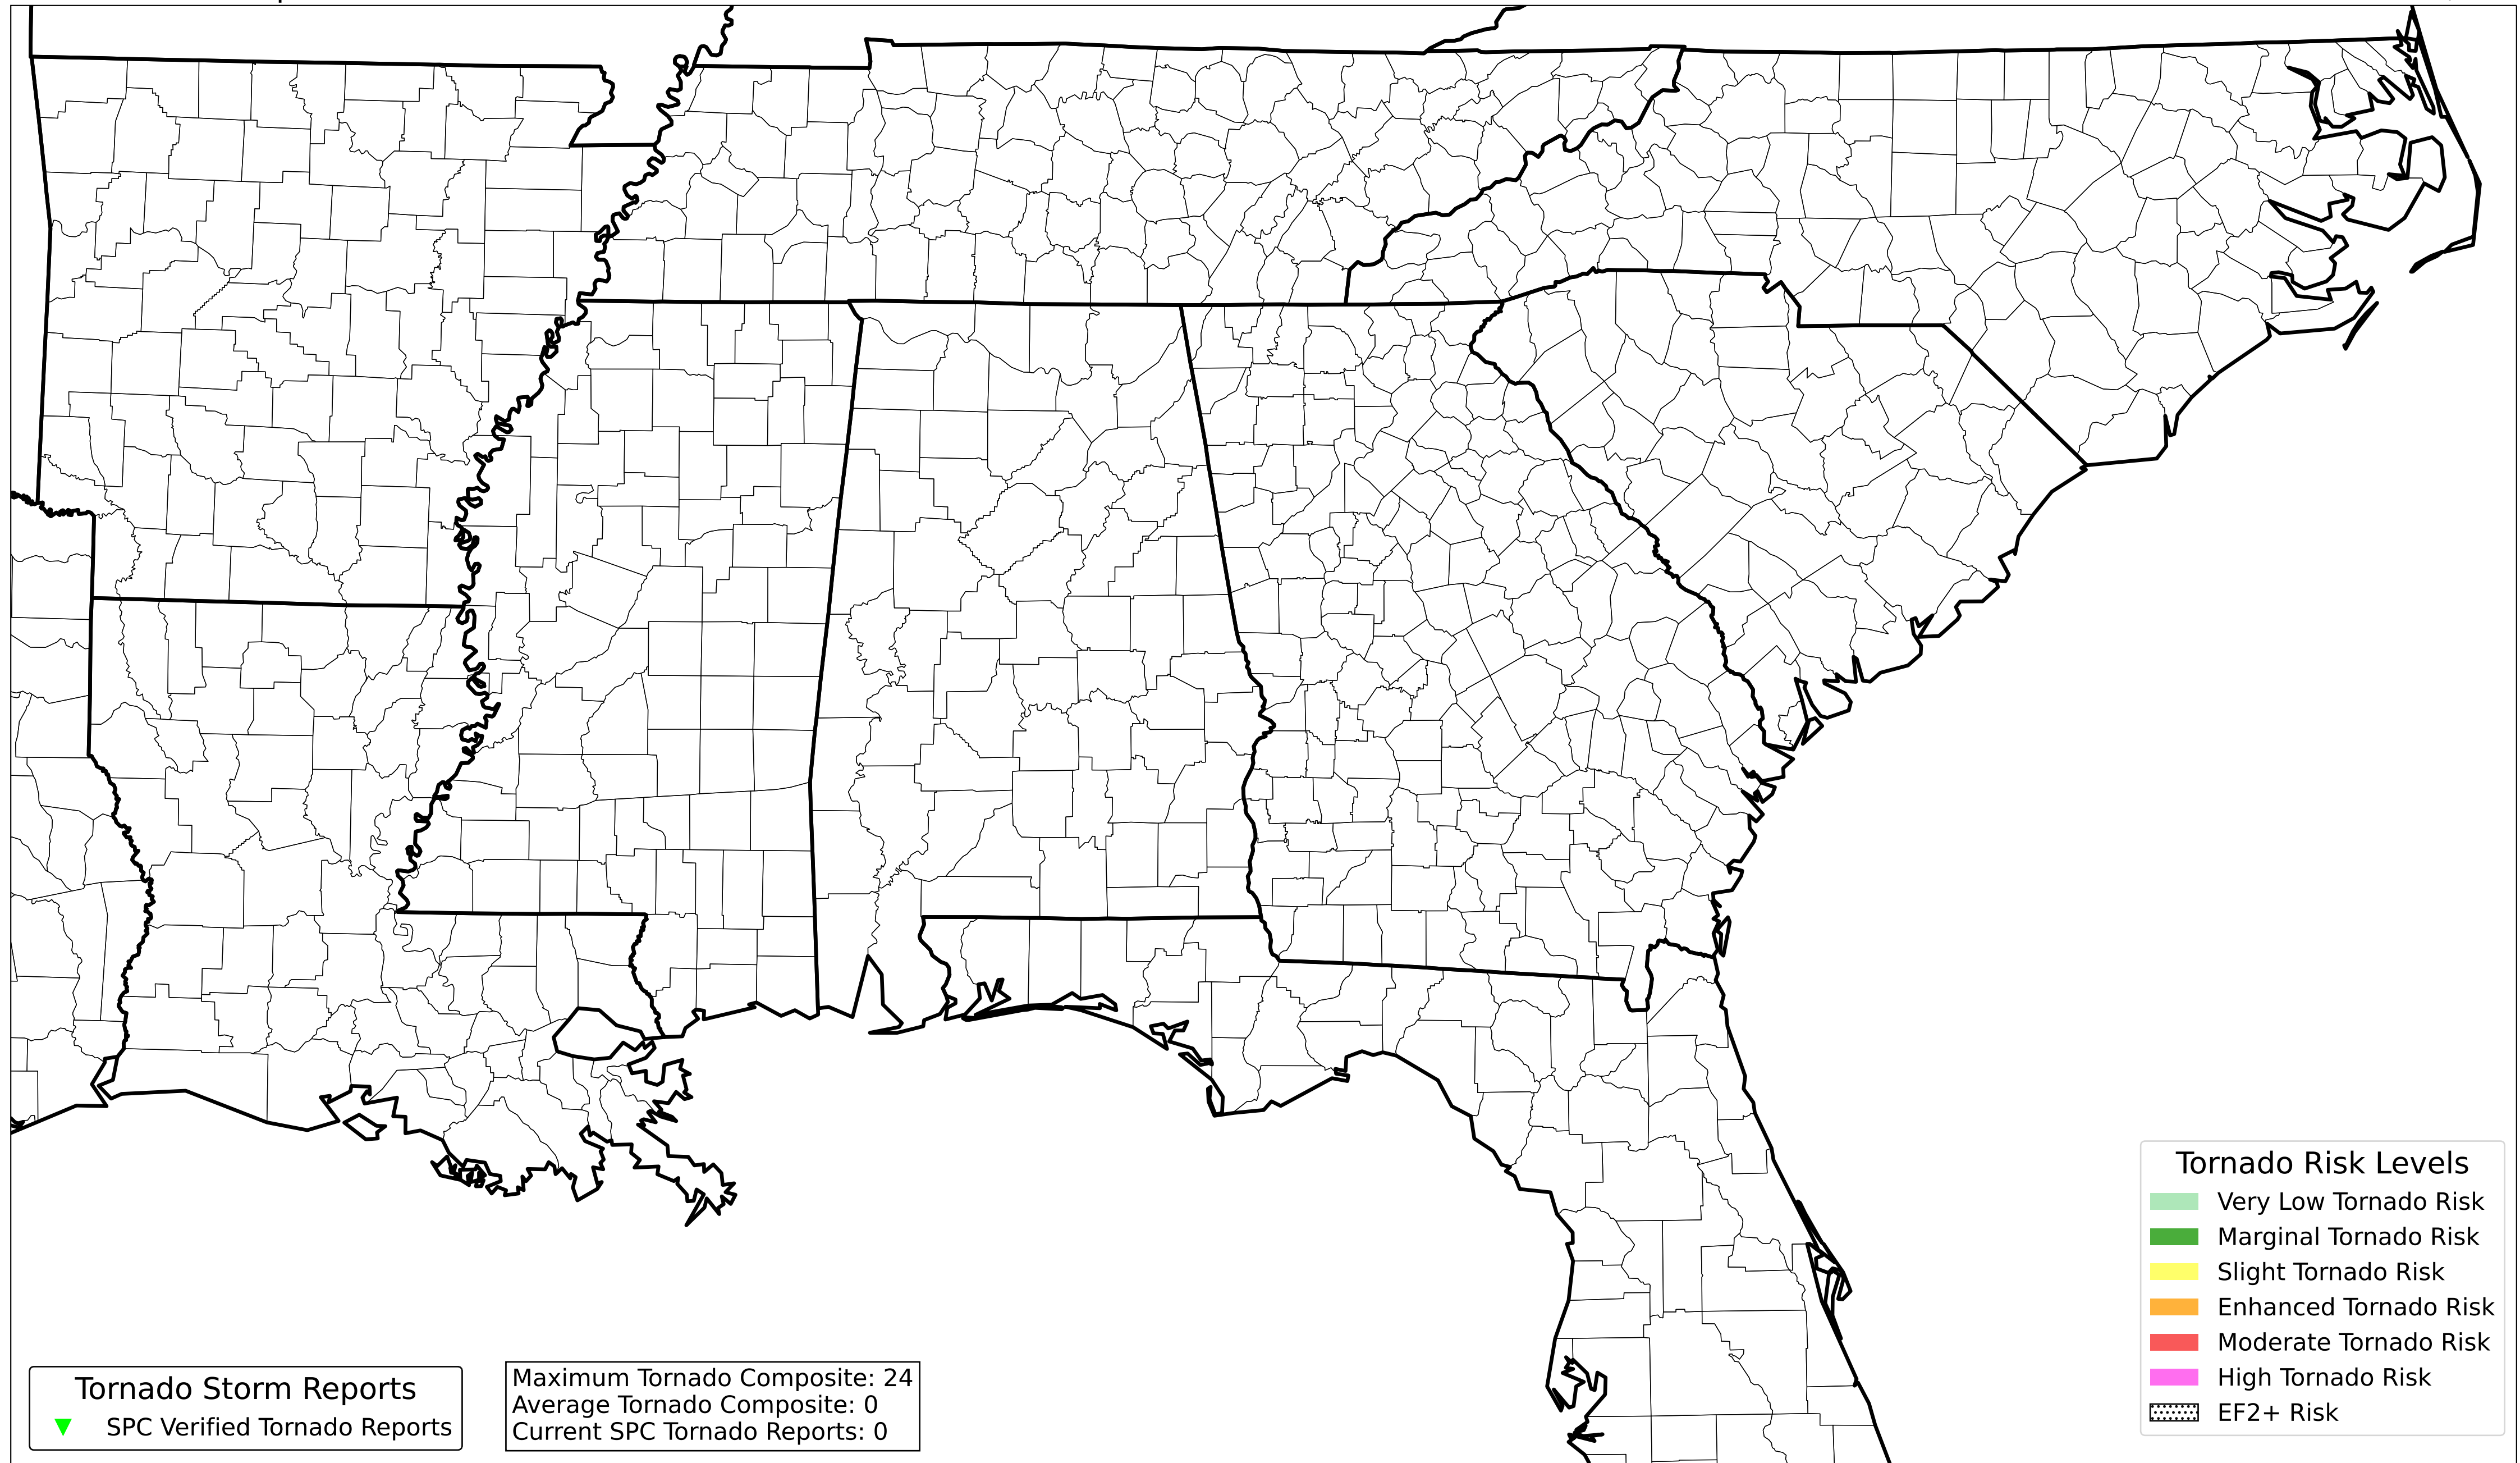 Tornado Risk Levels
Very Low Tornado Risk
Marginal Tornado Risk
Slight Tornado Risk
Enhanced Tornado Risk
Moderate Tornado Risk
High Tornado Risk
EF2+ Risk
Tornado Storm Reports
SPC Verified Tornado Reports
Maximum Tornado Composite: 24
Average Tornado Composite: 0
Current SPC Tornado Reports: 0